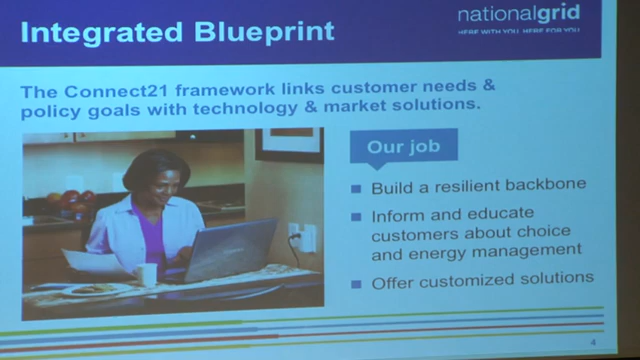 Integrated Blueprint
nationalgrid
HERE WITH YOU. HERE FOR YOU.
The Connect21 framework links customer needs &
policy goals with technology & market solutions.
Our job
Build a resilient backbone
Inform and educate
customers about choice
and energy management
Offer customized solutions
4